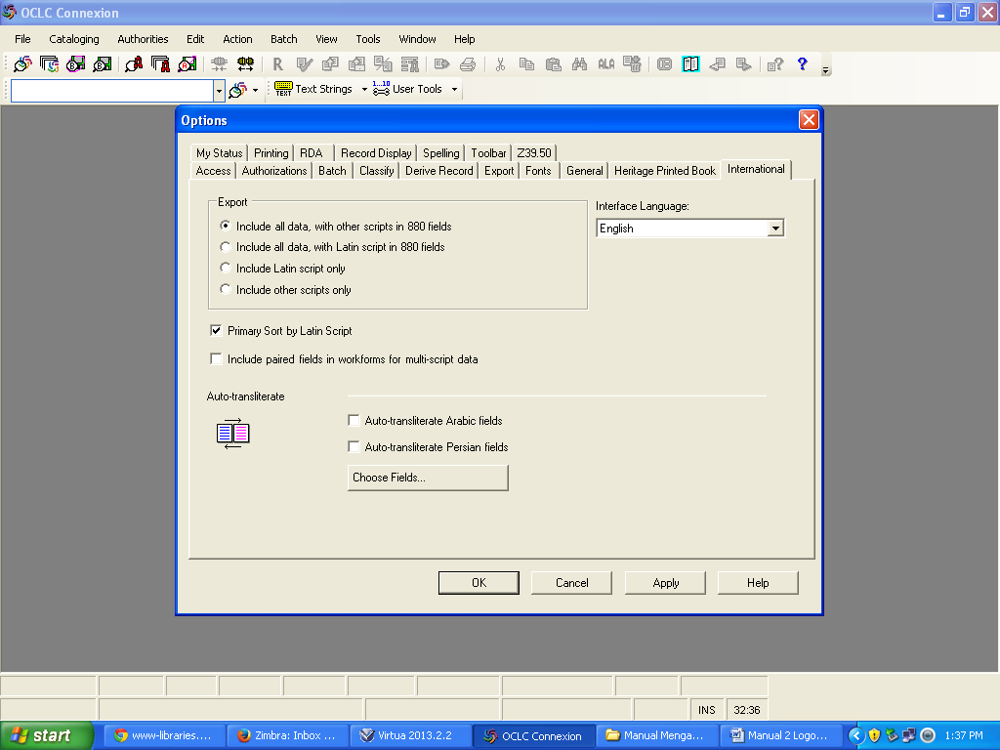 OCLC Connexion
File Cataloging Authorities Edit Action Batch View Tools Window Help
R ALA ?
TEXT Text Strings 1...10 User Tools
Options
My Status Printing RDA Record Display Spelling Toolbar Z39.50
Access Authorizations Batch Classify Derive Record Export Fonts General Heritage Printed Book International
Export
Include all data, with other scripts in 880 fields
Include all data, with Latin script in 880 fields
Include Latin script only
Include other scripts only
Interface Language:
English
Primary Sort by Latin Script
Include paired fields in workforms for multi-script data
Auto-transliterate
Auto-transliterate Arabic fields
Auto-transliterate Persian fields
Choose Fields...
OK Cancel Apply Help
INS 32:36
start www-libraries.... Zimbra: Inbox ... Virtua 2013.2.2 OCLC Connexion Manual Menga... Manual 2 Logo... 1:37 PM